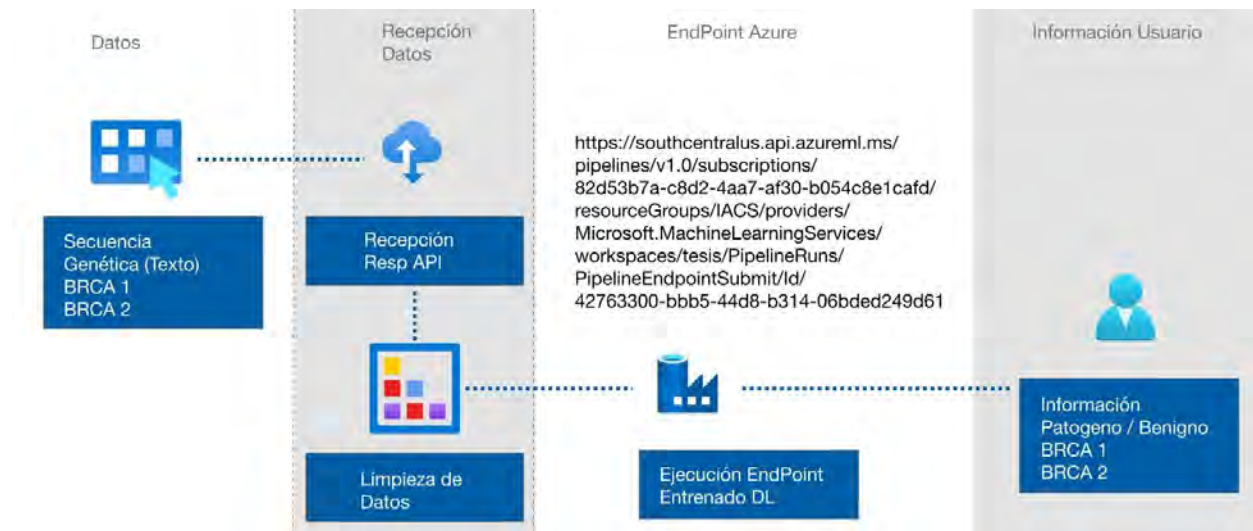 Datos
Recepción
Datos
EndPoint Azure
Información Usuario
https://southcentralus.api.azureml.ms/
pipelines/v1.0/subscriptions/
82d53b7a-c8d2-4aa7-af30-b054c8e1cafd/
resourceGroups/IACS/providers/
Microsoft.MachineLearningServices/
workspaces/tesis/PipelineRuns/
PipelineEndpointSubmit/Id/
42763300-bbb5-44d8-b314-06bded249d61
Secuencia
Genética (Texto)
BRCA 1
BRCA 2
Recepción
Resp API
Limpieza de
Datos
Ejecución EndPoint
Entrenado DL
Información
Patogeno / Benigno
BRCA 1
BRCA 2